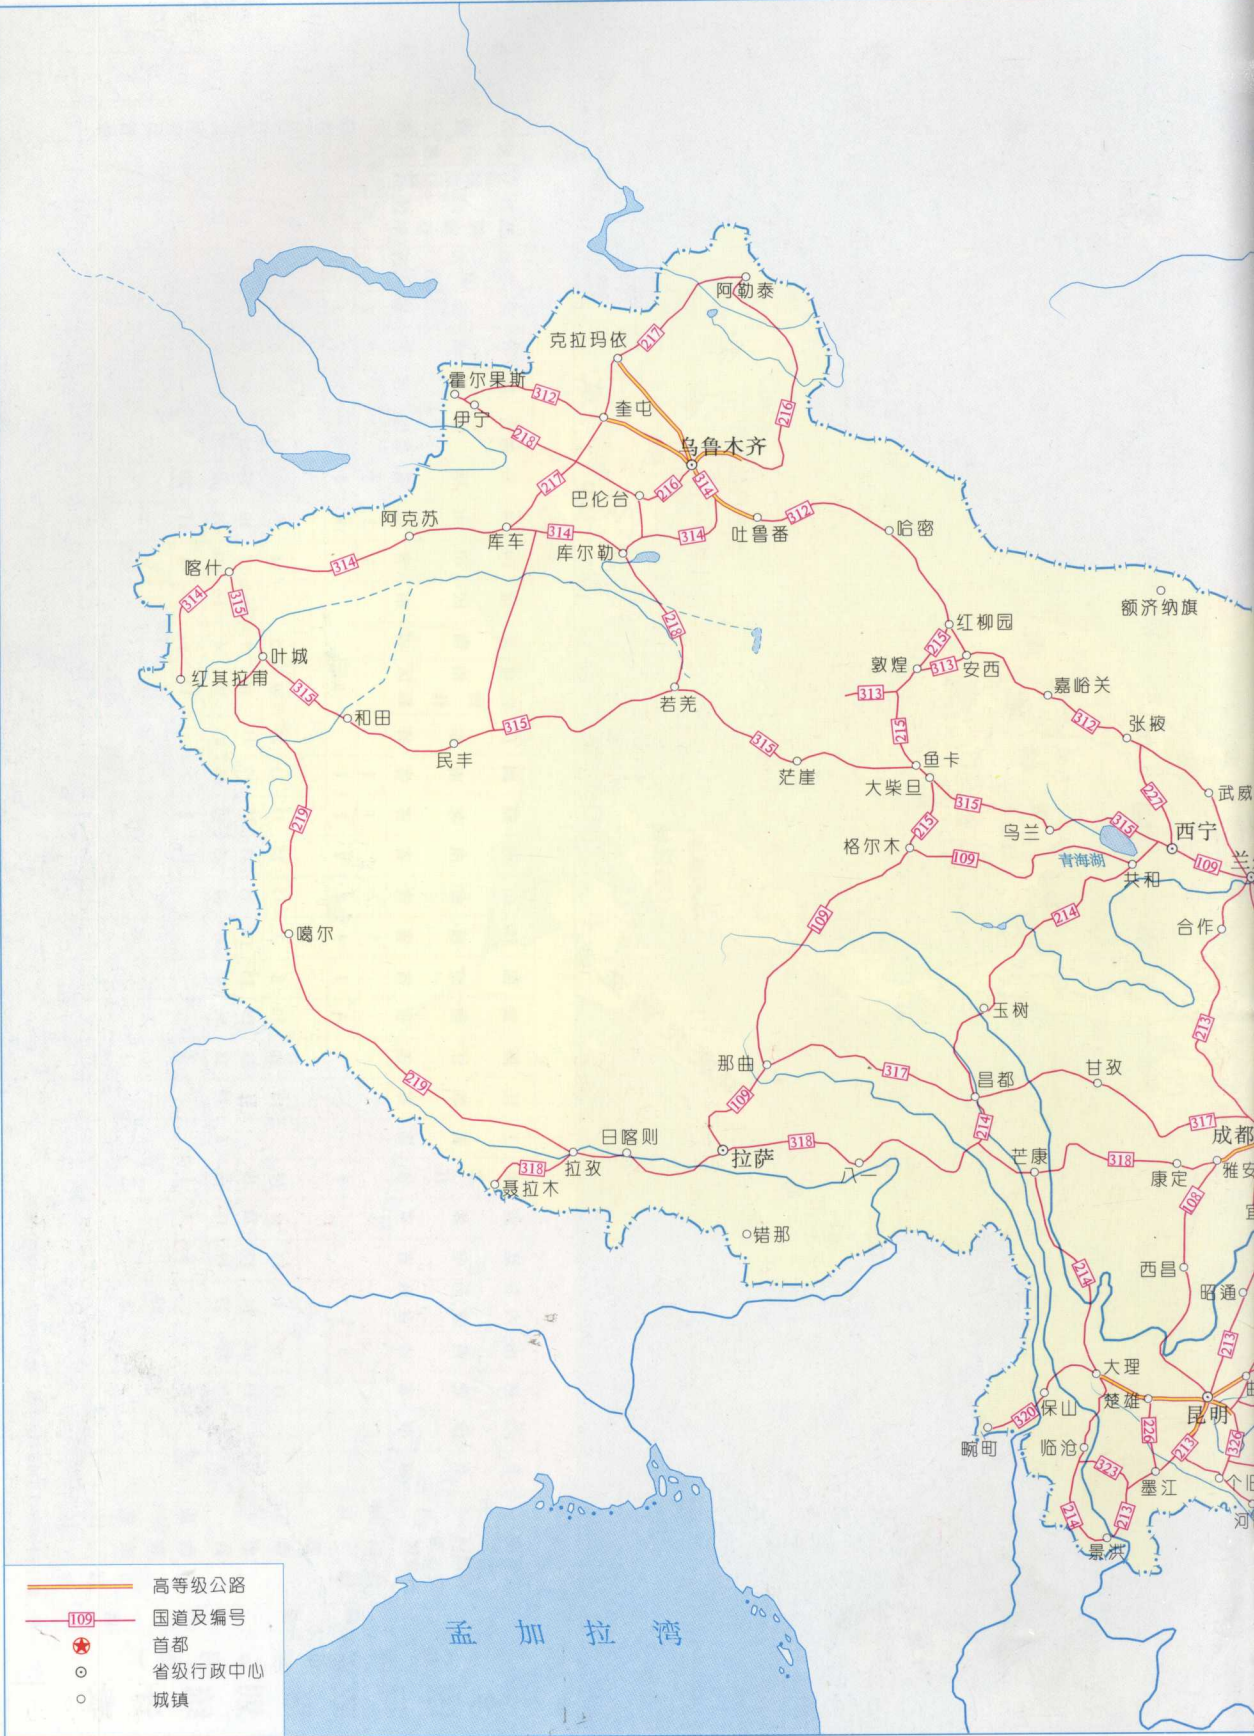 阿勒泰
克拉玛依
217
霍尔果斯
312
奎屯
216
伊宁
218
乌鲁木齐
217
巴伦台
216
314
312
阿克苏
库车
314
库尔勒
314
吐鲁番
哈密
喀什
314
314
315
额济纳旗
218
红柳园
215
叶城
敦煌
313
安西
红其拉甫
315
若羌
313
嘉峪关
和田
315
215
312
张掖
民丰
315
茫崖
鱼卡
大柴旦
227
武威
219
315
215
乌兰
315
西宁
格尔木
109
青海湖
109
兰
共和
109
214
合作
噶尔
玉树
213
那曲
317
甘孜
219
昌都
109
317
214
成都
日喀则
318
拉萨
芒康
318
318
拉孜
八一
康定
雅安
聂拉木
108
宜
错那
214
西昌
昭通
213
大理
楚雄
保山
昆明
曲
320
畹町
临沧
226
213
326
323
墨江
个旧
214
213
河
景洪
高等级公路
109
国道及编号
首都
省级行政中心
城镇
孟加拉湾